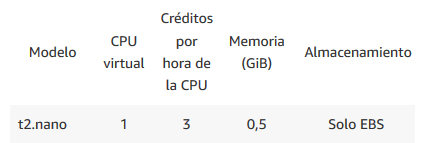 Modelo
CPU
virtual
Créditos
por
hora de
la CPU
Memoria
(GiB)
Almacenamiento
t2.nano 1 3 0,5 Solo EBS